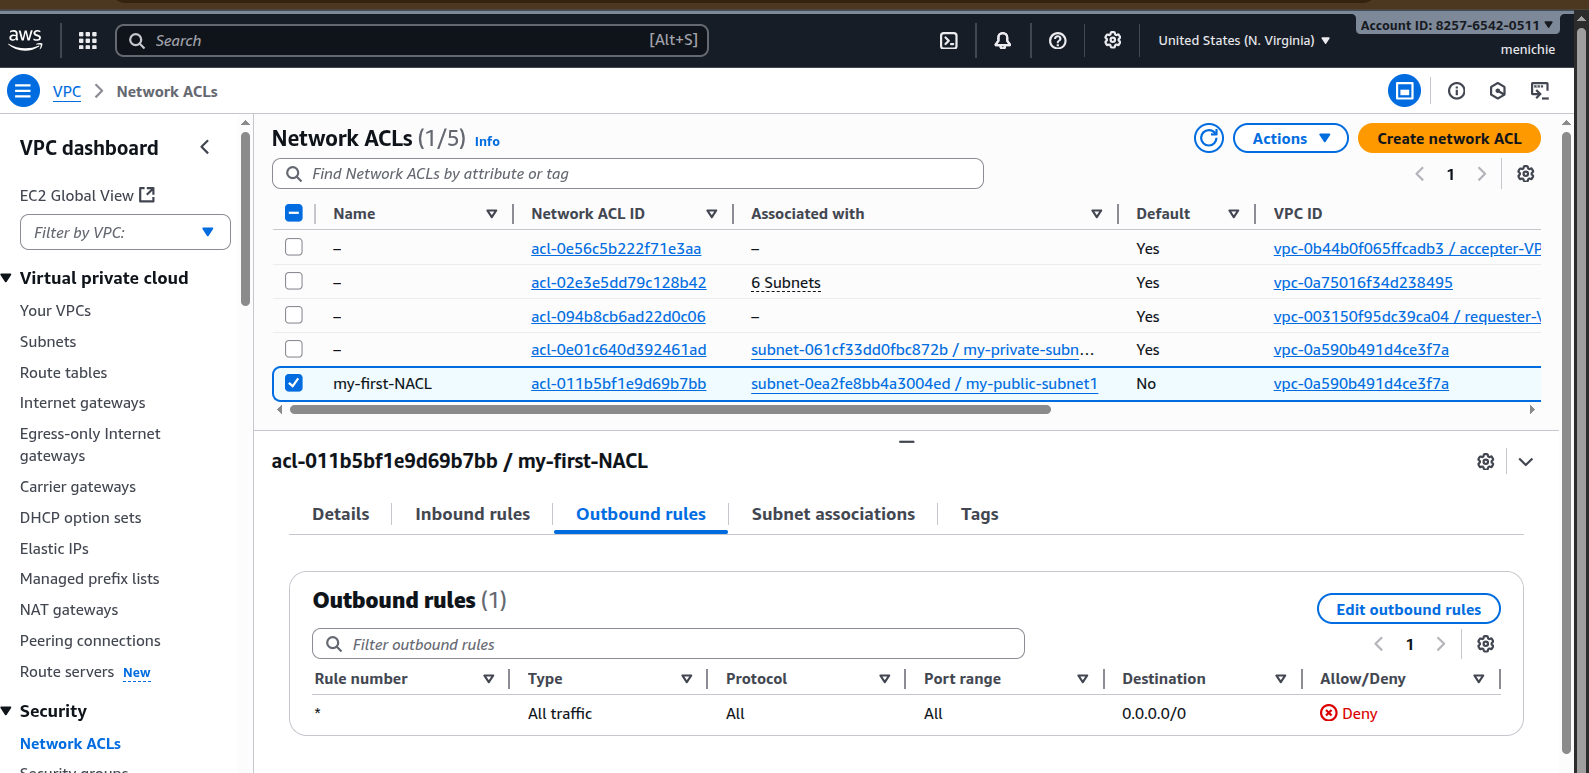 aws
Search [Alt+S]
United States (N. Virginia)
Account ID: 8257-6542-0511
menichie
VPC > Network ACLs
VPC dashboard
EC2 Global View
Filter by VPC:
Virtual private cloud
Your VPCs
Subnets
Route tables
Internet gateways
Egress-only Internet
gateways
Carrier gateways
DHCP option sets
Elastic IPs
Managed prefix lists
NAT gateways
Peering connections
Route servers New
Security
Network ACLs
Security groups
Network ACLs (1/5) Info
Actions
Create network ACL
Find Network ACLs by attribute or tag
1
Name Network ACL ID Associated with Default VPC ID
– acl-0e56c5b222f71e3aa – Yes vpc-0b44b0f065ffcadb3 / accepter-VP
– acl-02e3e5dd79c128b42 6 Subnets Yes vpc-0a75016f34d238495
– acl-094b8cb6ad22d0c06 – Yes vpc-003150f95dc39ca04 / requester-V
– acl-0e01c640d392461ad subnet-061cf33dd0fbc872b / my-private-subn... Yes vpc-0a590b491d4ce3f7a
my-first-NACL acl-011b5bf1e9d69b7bb subnet-0ea2fe8bb4a3004ed / my-public-subnet1 No vpc-0a590b491d4ce3f7a
acl-011b5bf1e9d69b7bb / my-first-NACL
Details Inbound rules Outbound rules Subnet associations Tags
Outbound rules (1)
Edit outbound rules
Filter outbound rules
1
Rule number Type Protocol Port range Destination Allow/Deny
* All traffic All All 0.0.0.0/0 Deny